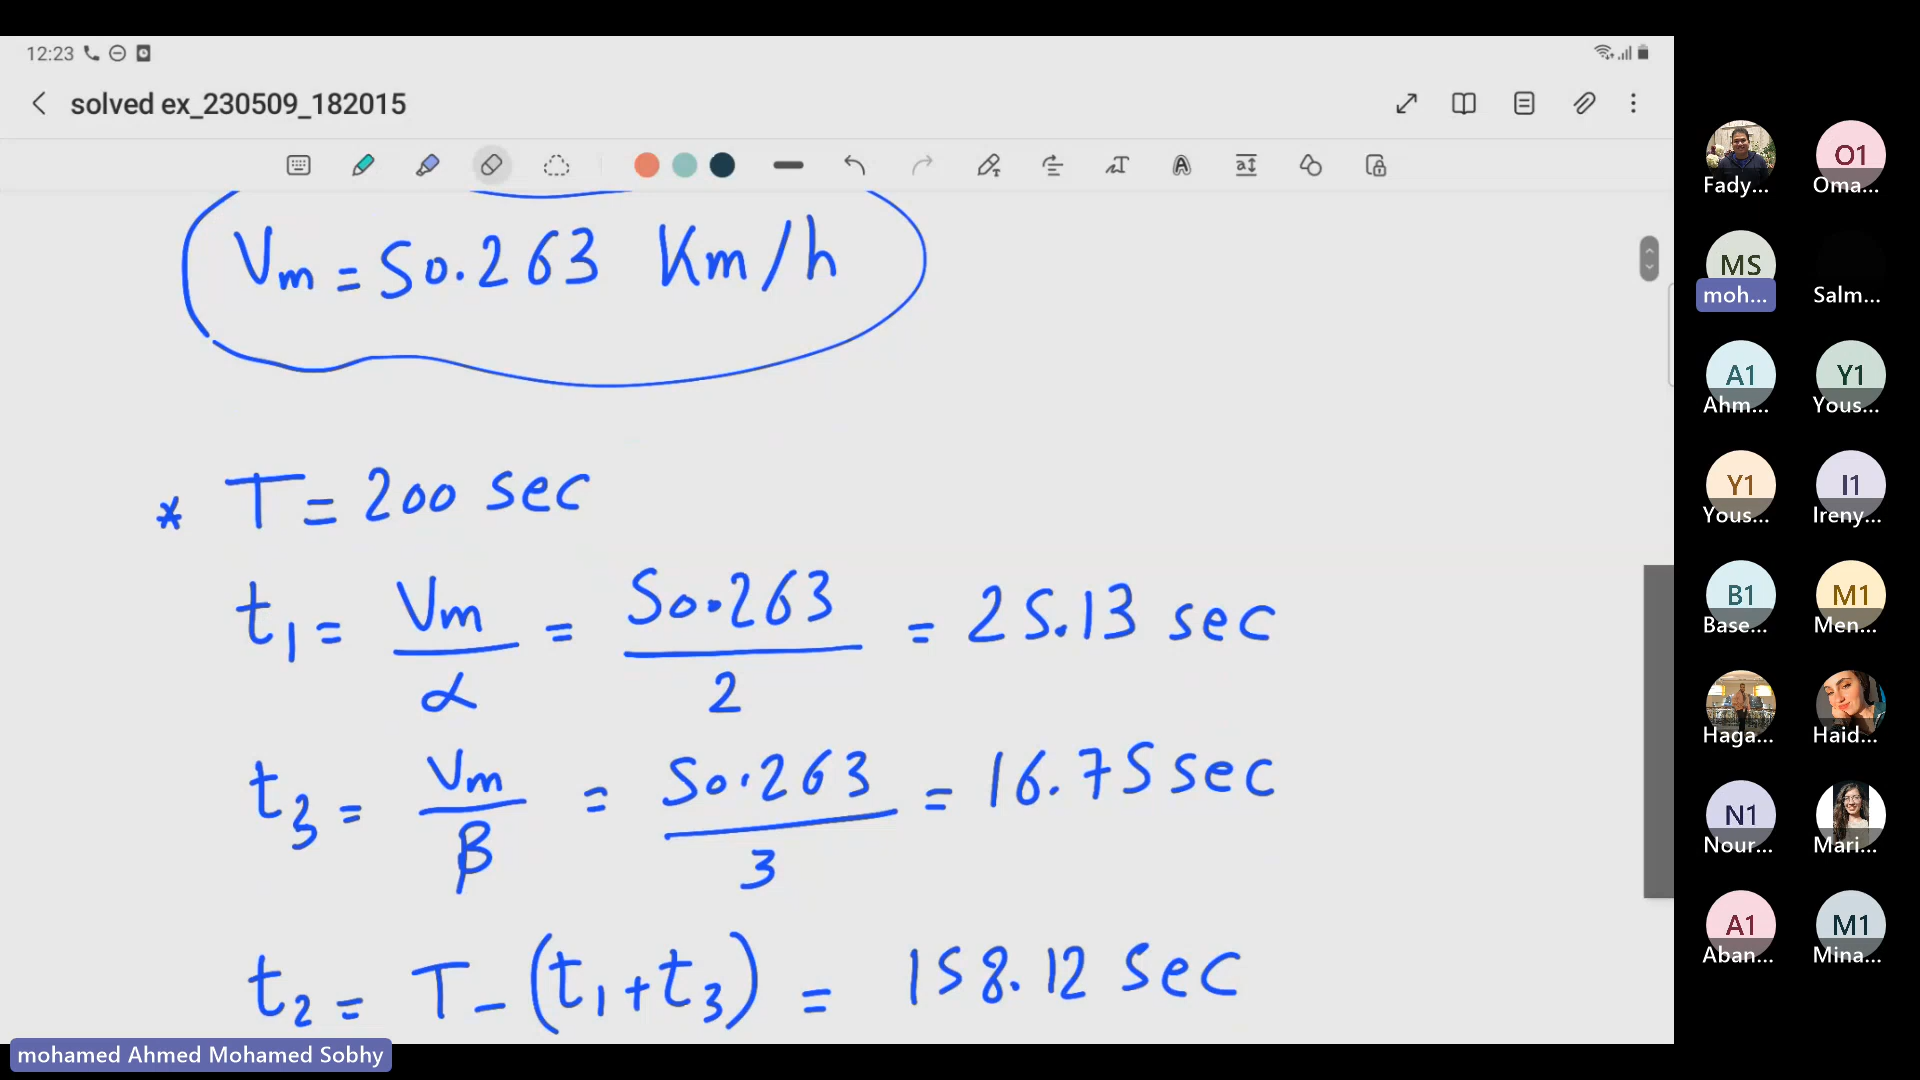 12:23
solved ex_230509_182015
Vm = 50.263 Km/h
* T = 200 sec
t1 = Vm/α = 50.263/2 = 25.13 sec
t3 = Vm/β = 50.263/3 = 16.75 sec
t2 = T - (t1 + t3) = 158.12 sec
mohamed Ahmed Mohamed Sobhy
Fady... O1 Oma...
MS moh... Salm...
A1 Ahm... Y1 Yous...
Y1 Yous... I1 Ireny...
B1 Base... M1 Men...
Haga... Haid...
N1 Nour... Mari...
A1 Aban... M1 Mina...